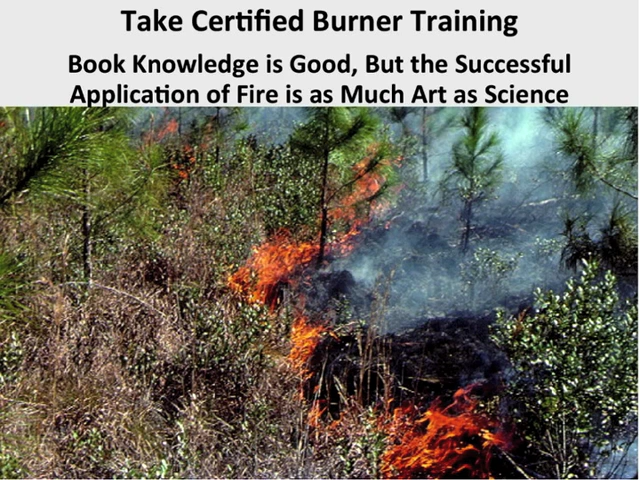 Take Certified Burner Training
Book Knowledge is Good, But the Successful
Application of Fire is as Much Art as Science